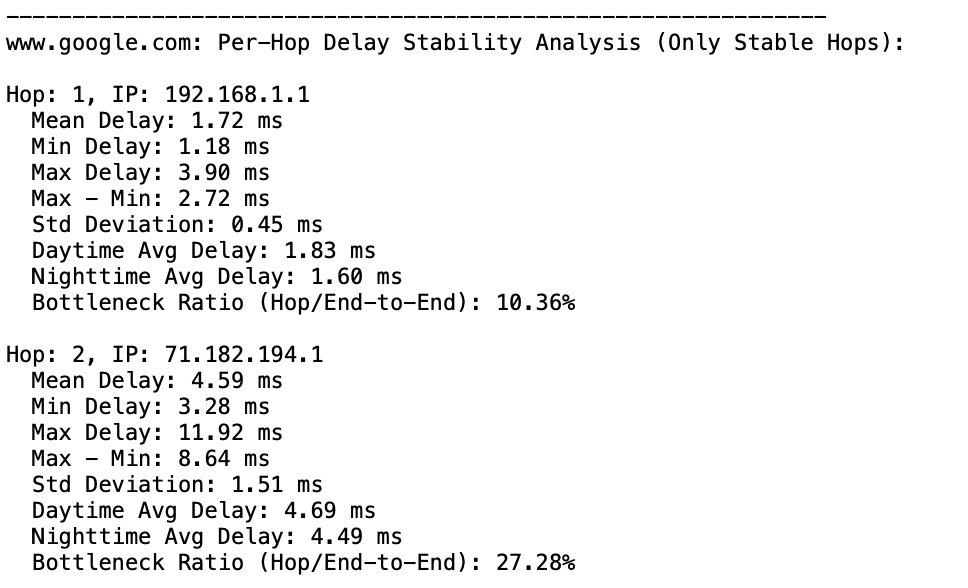 --------------------------------------------------------------
www.google.com: Per-Hop Delay Stability Analysis (Only Stable Hops):
Hop: 1, IP: 192.168.1.1
Mean Delay: 1.72 ms
Min Delay: 1.18 ms
Max Delay: 3.90 ms
Max - Min: 2.72 ms
Std Deviation: 0.45 ms
Daytime Avg Delay: 1.83 ms
Nighttime Avg Delay: 1.60 ms
Bottleneck Ratio (Hop/End-to-End): 10.36%
Hop: 2, IP: 71.182.194.1
Mean Delay: 4.59 ms
Min Delay: 3.28 ms
Max Delay: 11.92 ms
Max - Min: 8.64 ms
Std Deviation: 1.51 ms
Daytime Avg Delay: 4.69 ms
Nighttime Avg Delay: 4.49 ms
Bottleneck Ratio (Hop/End-to-End): 27.28%